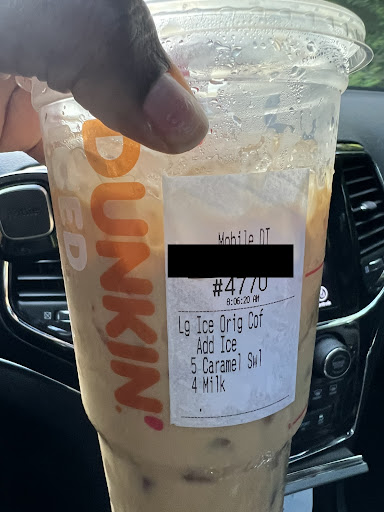 DUNKIN'
ICED
Mobile DT
#4770
8:06:20 AM
Lg Ice Orig Cof
Add Ice
5 Caramel Swl
4 Milk